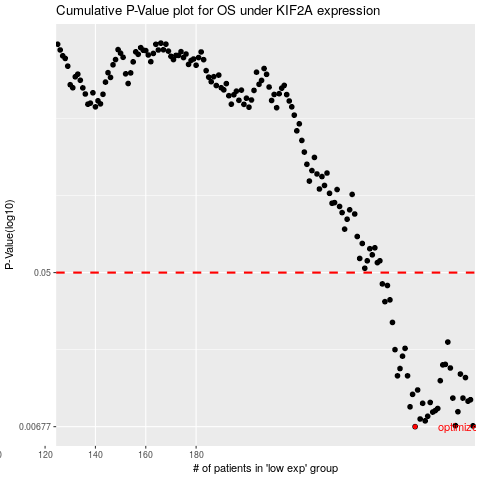 Cumulative P-Value plot for OS under KIF2A expression
P-Value(log10)
0.05
0.00677
optimize
0
120
140
160
180
# of patients in 'low exp' group